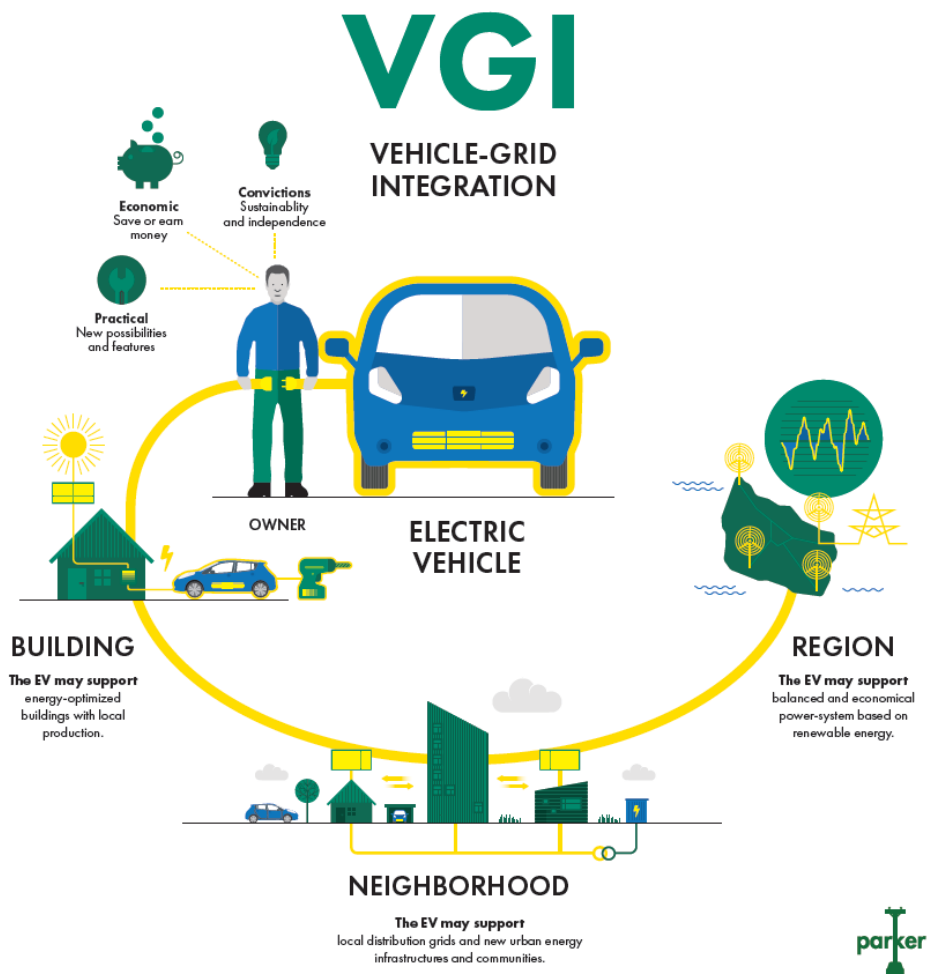 VGI
VEHICLE-GRID
INTEGRATION
Economic
Save or earn
money
Convictions
Sustainablity
and independence
Practical
New possibilities
and features
OWNER
ELECTRIC
VEHICLE
BUILDING
The EV may support
energy-optimized
buildings with local
production.
REGION
The EV may support
balanced and economical
power-system based on
renewable energy.
NEIGHBORHOOD
The EV may support
local distribution grids and new urban energy
infrastructures and communities.
parker